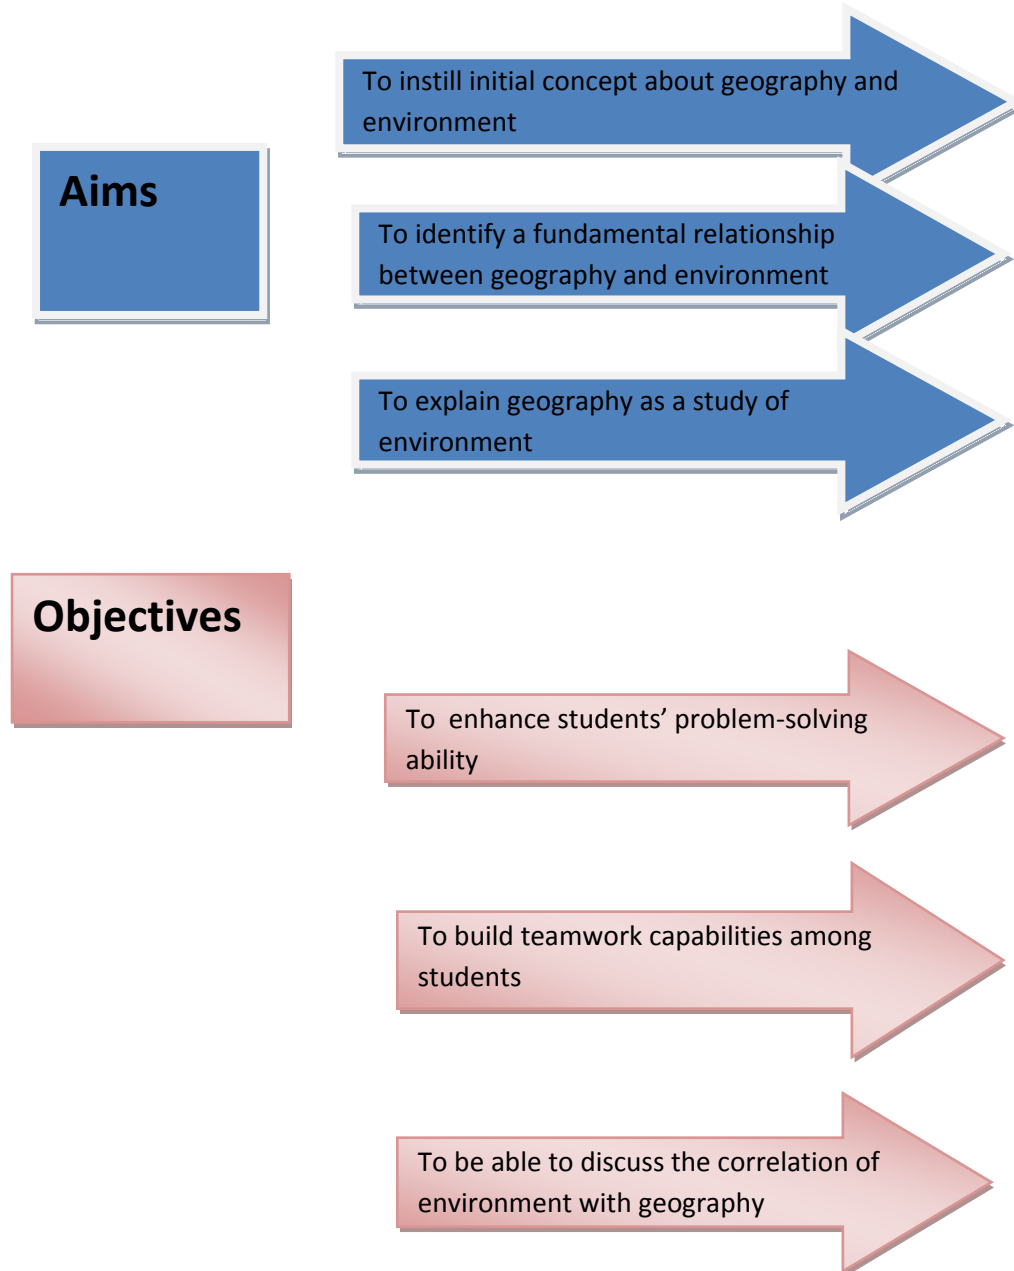 Aims
To instill initial concept about geography and
environment
To identify a fundamental relationship
between geography and environment
To explain geography as a study of
environment
Objectives
To  enhance students’ problem-solving
ability
To build teamwork capabilities among
students
To be able to discuss the correlation of
environment with geography